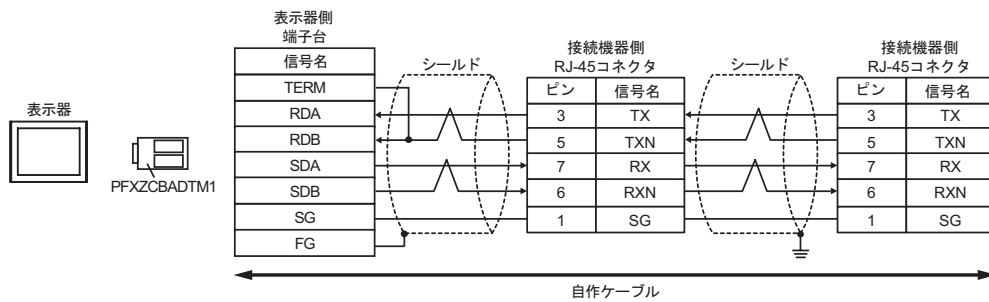 表示器
PFXZCBADTM1
表示器側
端子台
信号名
TERM
RDA
RDB
SDA
SDB
SG
FG
シールド
接続機器側
RJ-45コネクタ
ピン 信号名
3 TX
5 TXN
7 RX
6 RXN
1 SG
シールド
接続機器側
RJ-45コネクタ
ピン 信号名
3 TX
5 TXN
7 RX
6 RXN
1 SG
自作ケーブル